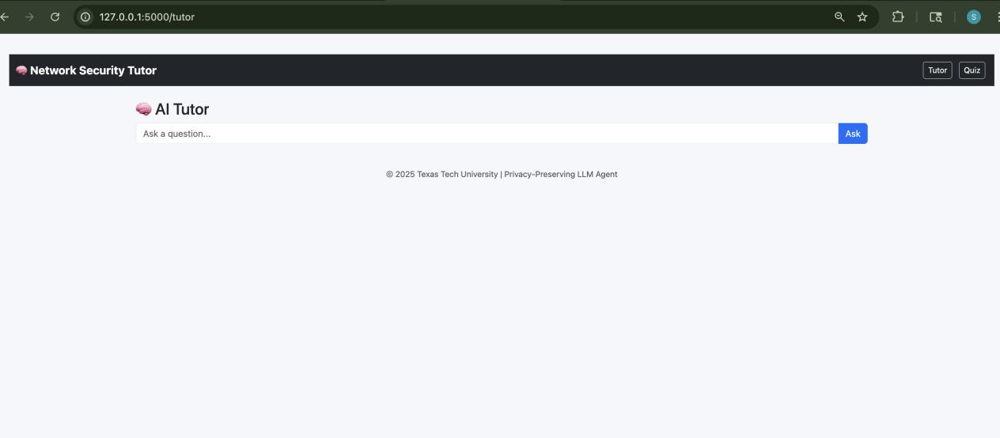 127.0.0.1:5000/tutor
S
🧠 Network Security Tutor
Tutor
Quiz
🧠 AI Tutor
Ask a question...
Ask
© 2025 Texas Tech University | Privacy-Preserving LLM Agent